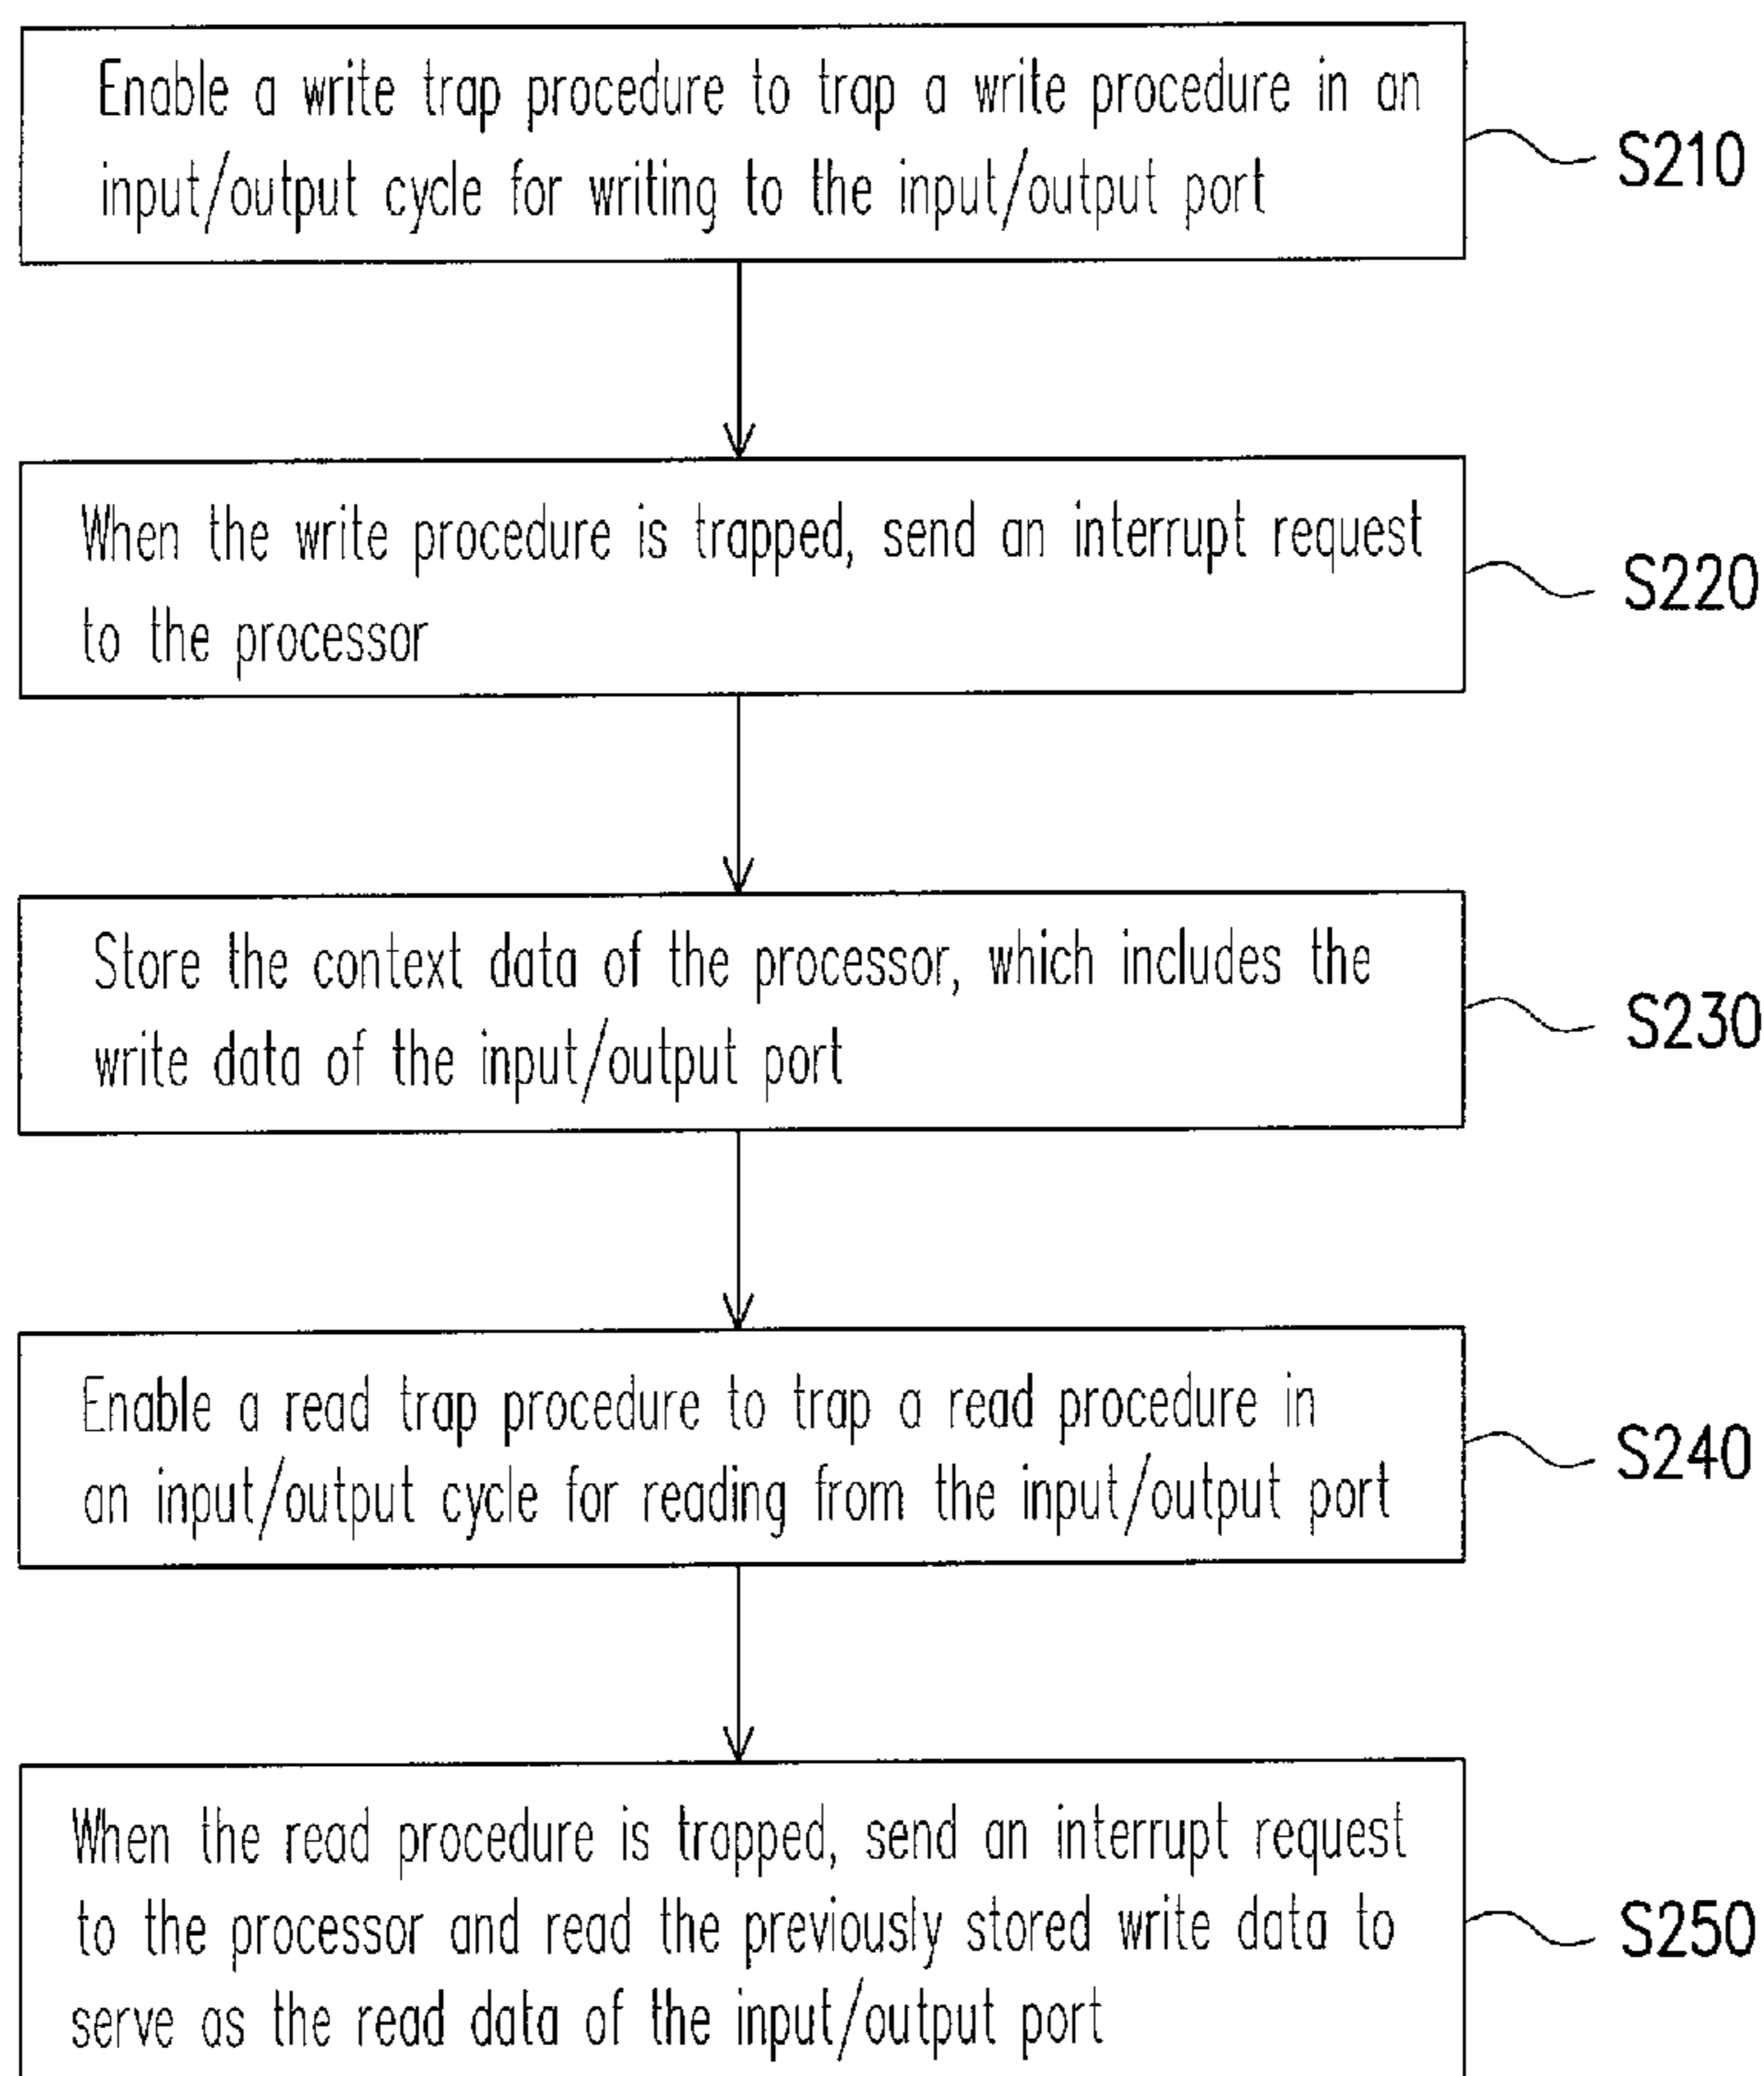 Enable a write trap procedure to trap a write procedure in an
input/output cycle for writing to the input/output port
S210
When the write procedure is trapped, send an interrupt request
to the processor
S220
Store the context data of the processor, which includes the
write data of the input/output port
S230
Enable a read trap procedure to trap a read procedure in
an input/output cycle for reading from the input/output port
S240
When the read procedure is trapped, send an interrupt request
to the processor and read the previously stored write data to
serve as the read data of the input/output port
S250